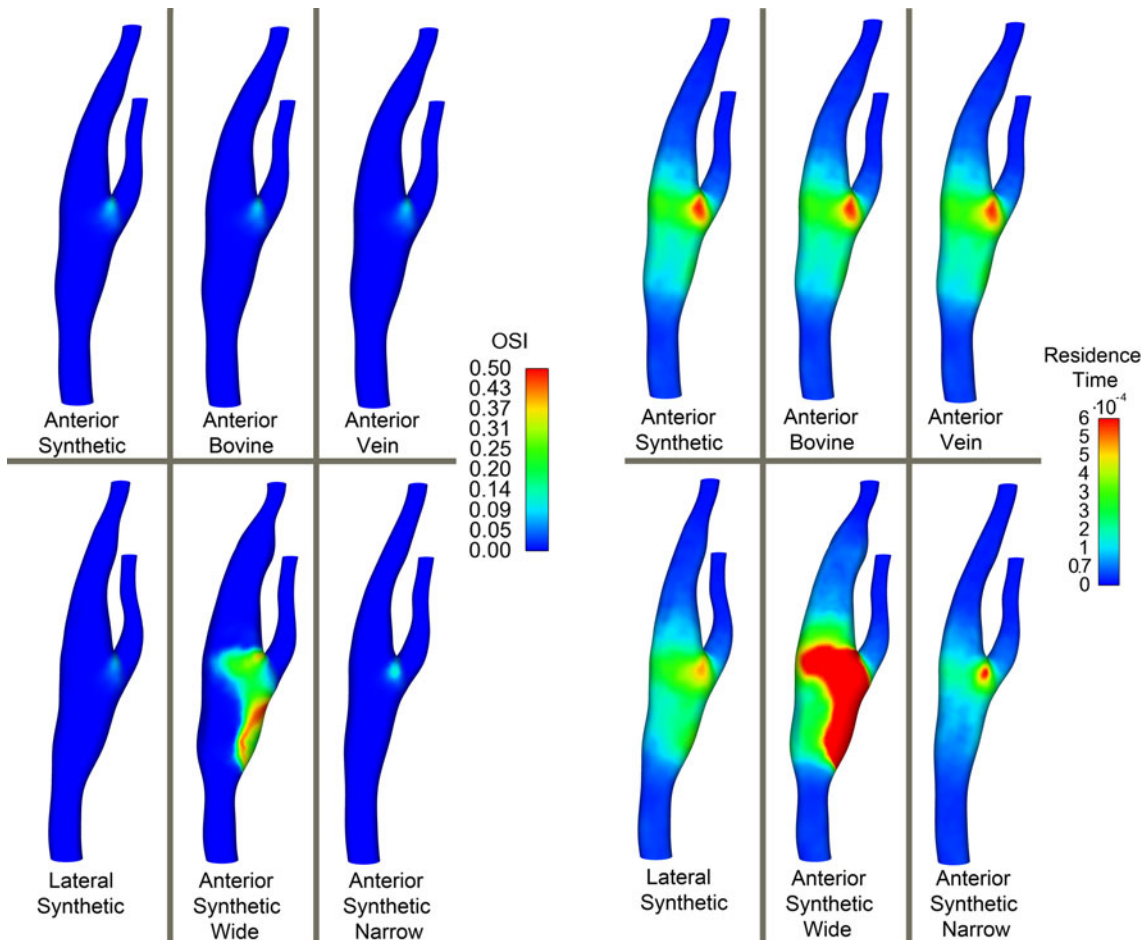 Anterior
Synthetic
Anterior
Bovine
Anterior
Vein
OSI
0.50
0.43
0.37
0.31
0.25
0.20
0.14
0.09
0.05
0.00
Lateral
Synthetic
Anterior
Synthetic
Wide
Anterior
Synthetic
Narrow
Anterior
Synthetic
Anterior
Bovine
Anterior
Vein
Residence
Time
6 ·10⁻⁴
5
4
3
3
2
1
0.7
0
Lateral
Synthetic
Anterior
Synthetic
Wide
Anterior
Synthetic
Narrow